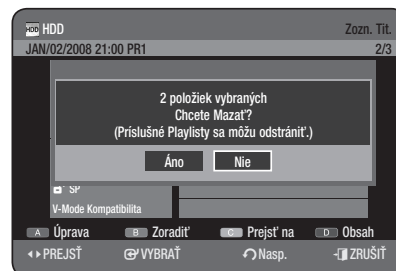 HDD HDD Zozn. Tit.
JAN/02/2008 21:00 PR1 2/3
2 položiek vybraných
Chcete Mazať?
(Príslušné Playlisty sa môžu odstrániť.)
Áno Nie
SP
V-Mode Kompatibilita
A Úprava B Zoradiť C Prejsť na D Obsah
PREJSŤ VYBRAŤ Nasp. ZRUŠIŤ